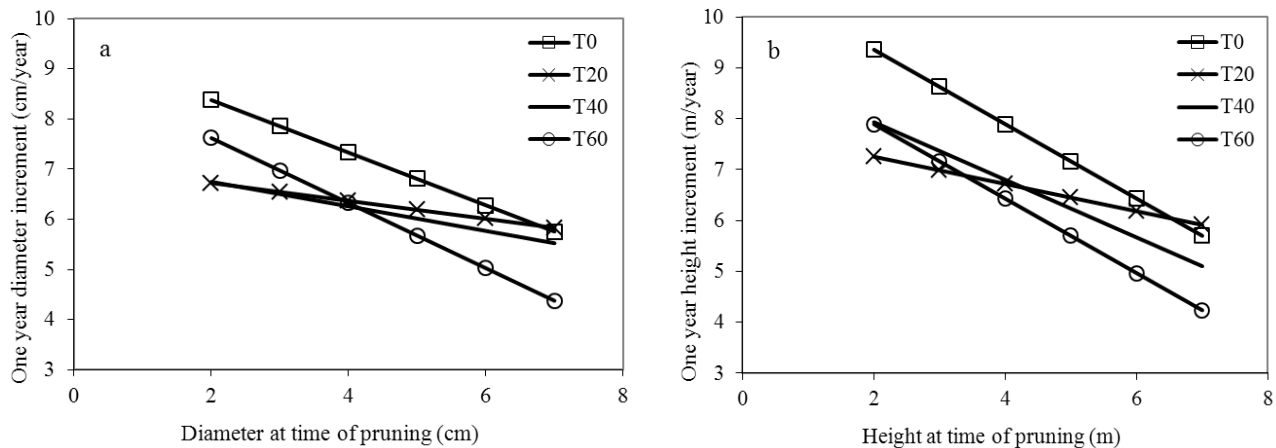 a
One year diameter increment (cm/year)
10
9
8
7
6
5
4
3
0
2
4
6
8
Diameter at time of pruning (cm)
T0
T20
T40
T60
b
One year height increment (m/year)
10
9
8
7
6
5
4
3
0
2
4
6
8
Height at time of pruning (m)
T0
T20
T40
T60